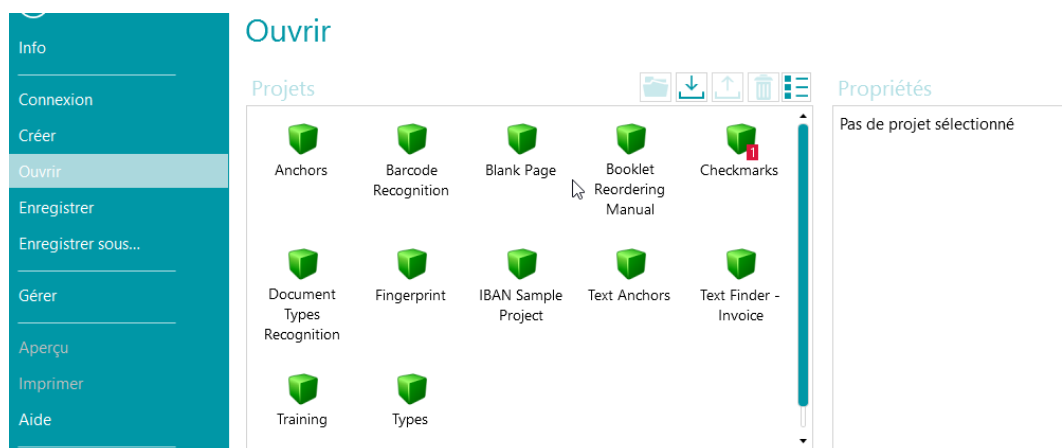 Info
Connexion
Créer
Ouvrir
Enregistrer
Enregistrer sous...
Gérer
Aperçu
Imprimer
Aide
Ouvrir
Projets
Anchors
Barcode
Recognition
Blank Page
Booklet
Reordering
Manual
1
Checkmarks
Document
Types
Recognition
Fingerprint
IBAN Sample
Project
Text Anchors
Text Finder -
Invoice
Training
Types
Propriétés
Pas de projet sélectionné